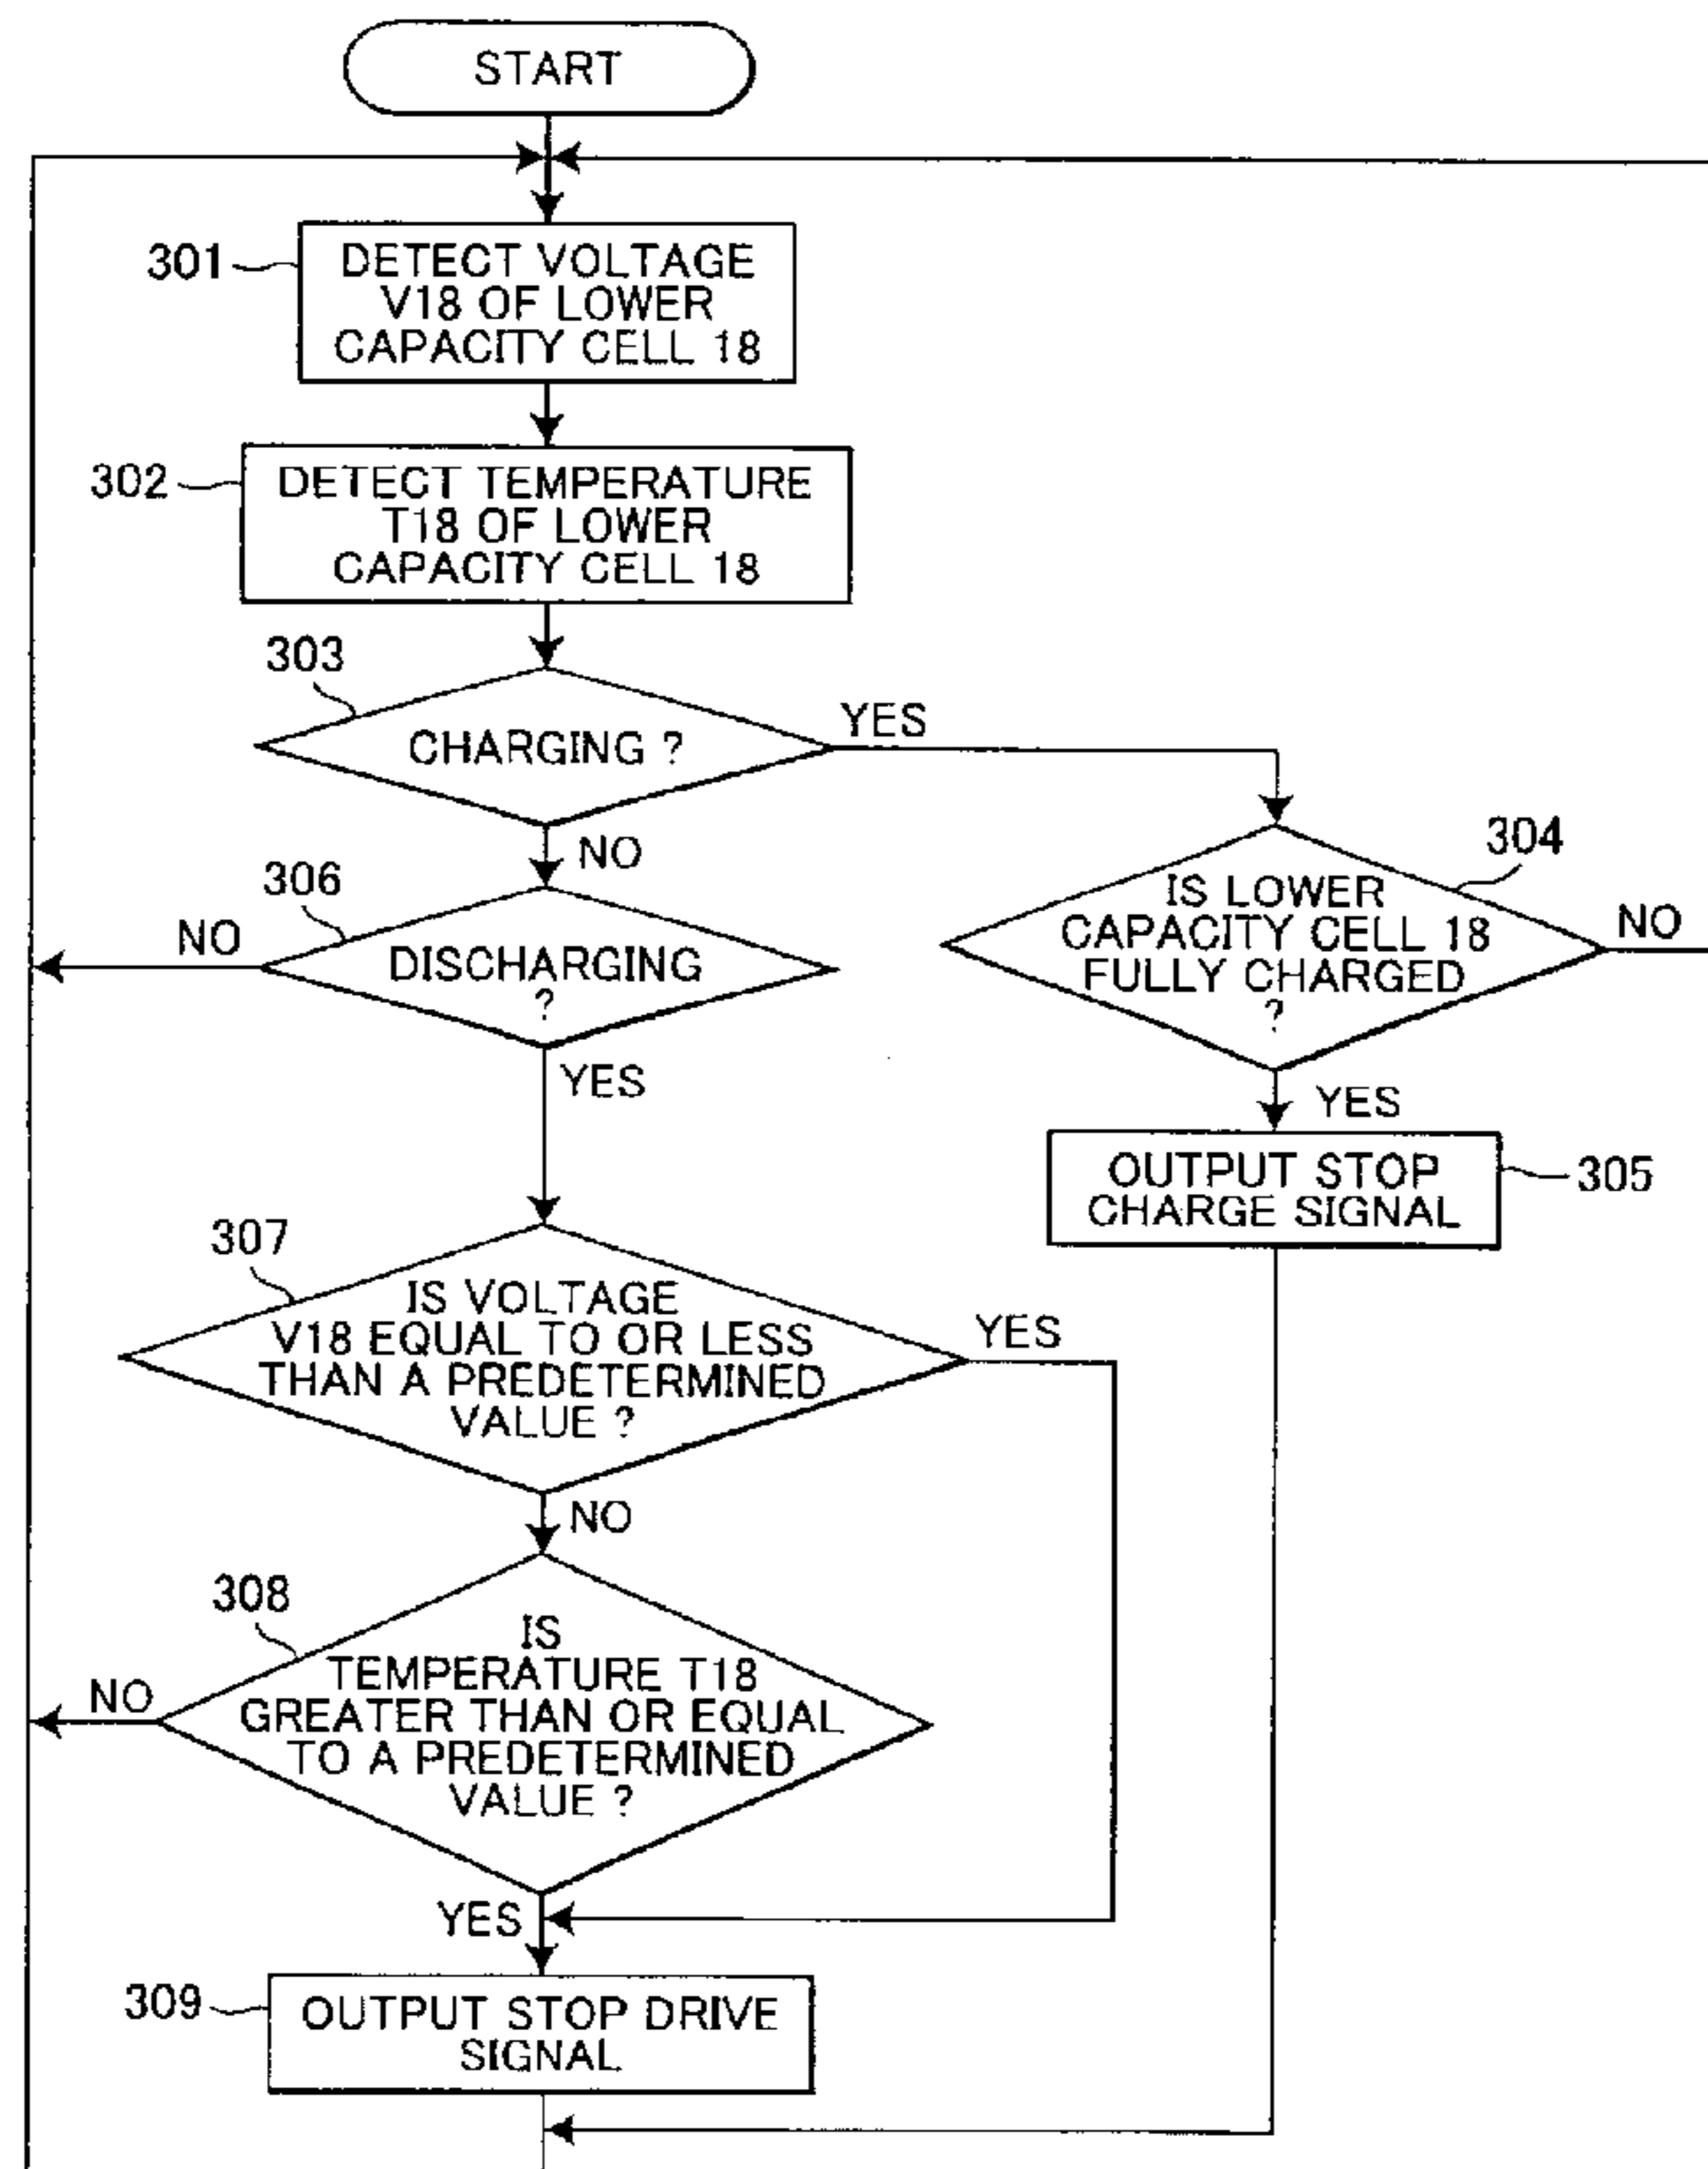 START
301
DETECT VOLTAGE
V18 OF LOWER
CAPACITY CELL 18
302
DETECT TEMPERATURE
T18 OF LOWER
CAPACITY CELL 18
303
CHARGING ?
YES
NO
304
IS LOWER
CAPACITY CELL 18
FULLY CHARGED
?
NO
YES
OUTPUT STOP
CHARGE SIGNAL
305
306
DISCHARGING
?
NO
YES
307
IS VOLTAGE
V18 EQUAL TO OR LESS
THAN A PREDETERMINED
VALUE ?
YES
NO
308
IS
TEMPERATURE T18
GREATER THAN OR EQUAL
TO A PREDETERMINED
VALUE ?
NO
YES
309
OUTPUT STOP DRIVE
SIGNAL